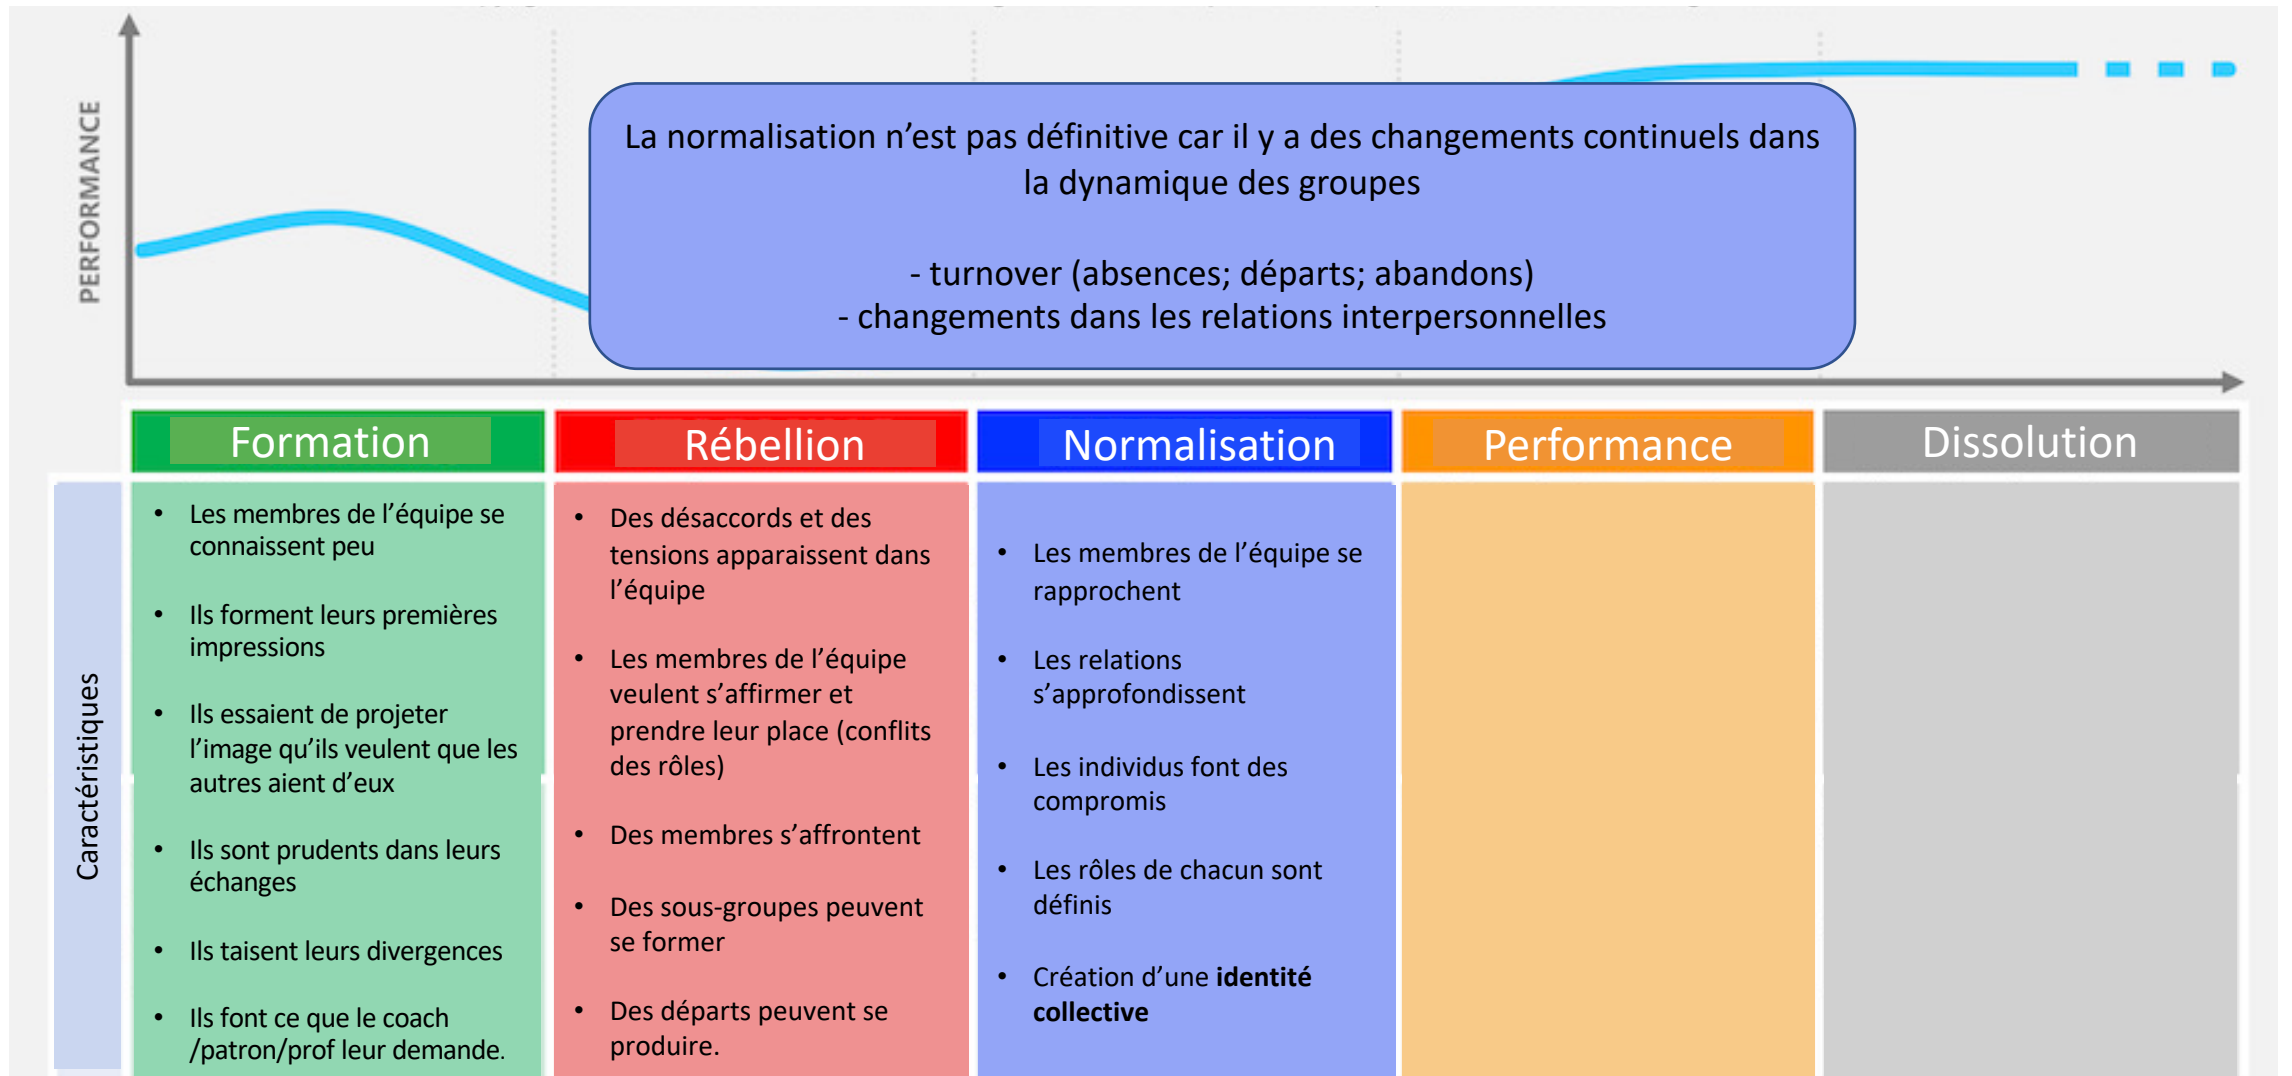 PERFORMANCE
La normalisation n’est pas définitive car il y a des changements continuels dans
la dynamique des groupes
- turnover (absences; départs; abandons)
- changements dans les relations interpersonnelles
Formation
Rébellion
Normalisation
Performance
Dissolution
Caractéristiques
• Les membres de l’équipe se
connaissent peu
• Ils forment leurs premières
impressions
• Ils essaient de projeter
l’image qu’ils veulent que les
autres aient d’eux
• Ils sont prudents dans leurs
échanges
• Ils taisent leurs divergences
• Ils font ce que le coach
/patron/prof leur demande.
• Des désaccords et des
tensions apparaissent dans
l’équipe
• Les membres de l’équipe
veulent s’affirmer et
prendre leur place (conflits
des rôles)
• Des membres s’affrontent
• Des sous-groupes peuvent
se former
• Des départs peuvent se
produire.
• Les membres de l’équipe se
rapprochent
• Les relations
s’approfondissent
• Les individus font des
compromis
• Les rôles de chacun sont
définis
• Création d’une identité
collective